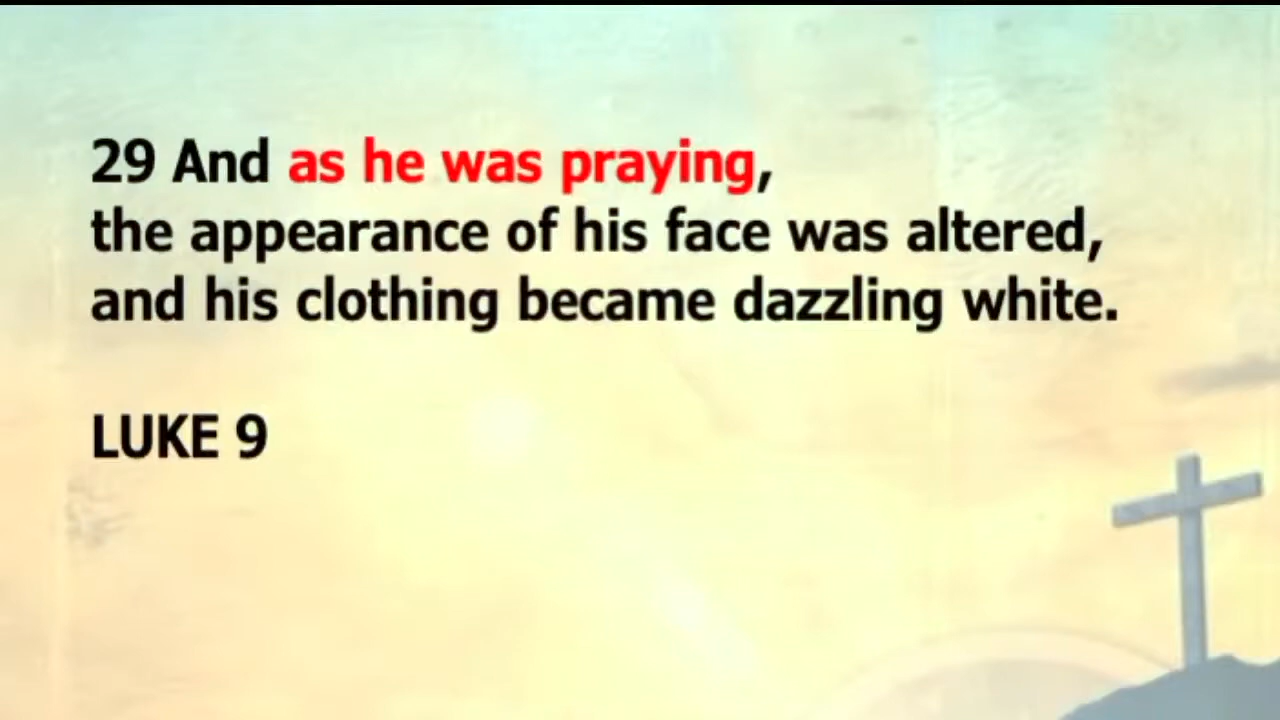 29 And as he was praying,
the appearance of his face was altered,
and his clothing became dazzling white.
LUKE 9